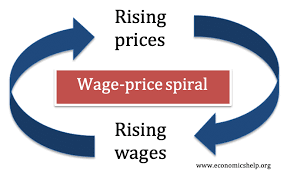 Rising
prices
Wage-price spiral
Rising
wages
www.economicshelp.org